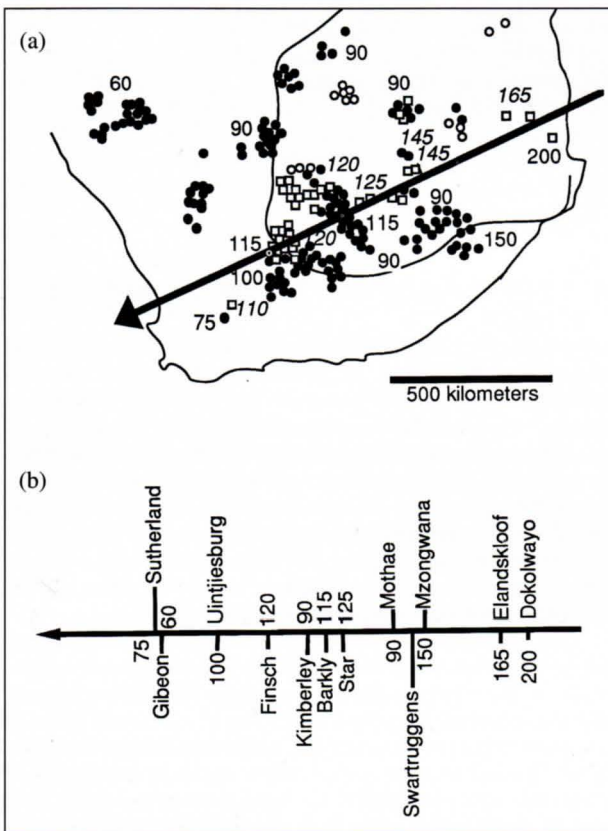 (a)
60
90
90
90
165
200
145
145
120
125
90
150
115
115
20
90
100
110
75
500 kilometers
(b)
Sutherland
75
60
Gibeon
Uintjiesburg
100
120
Finsch
90
Kimberley
115
Barkly
125
Star
Mothae
90
Swartruggens
Mzongwana
150
Elandskloof
165
Dokolwayo
200